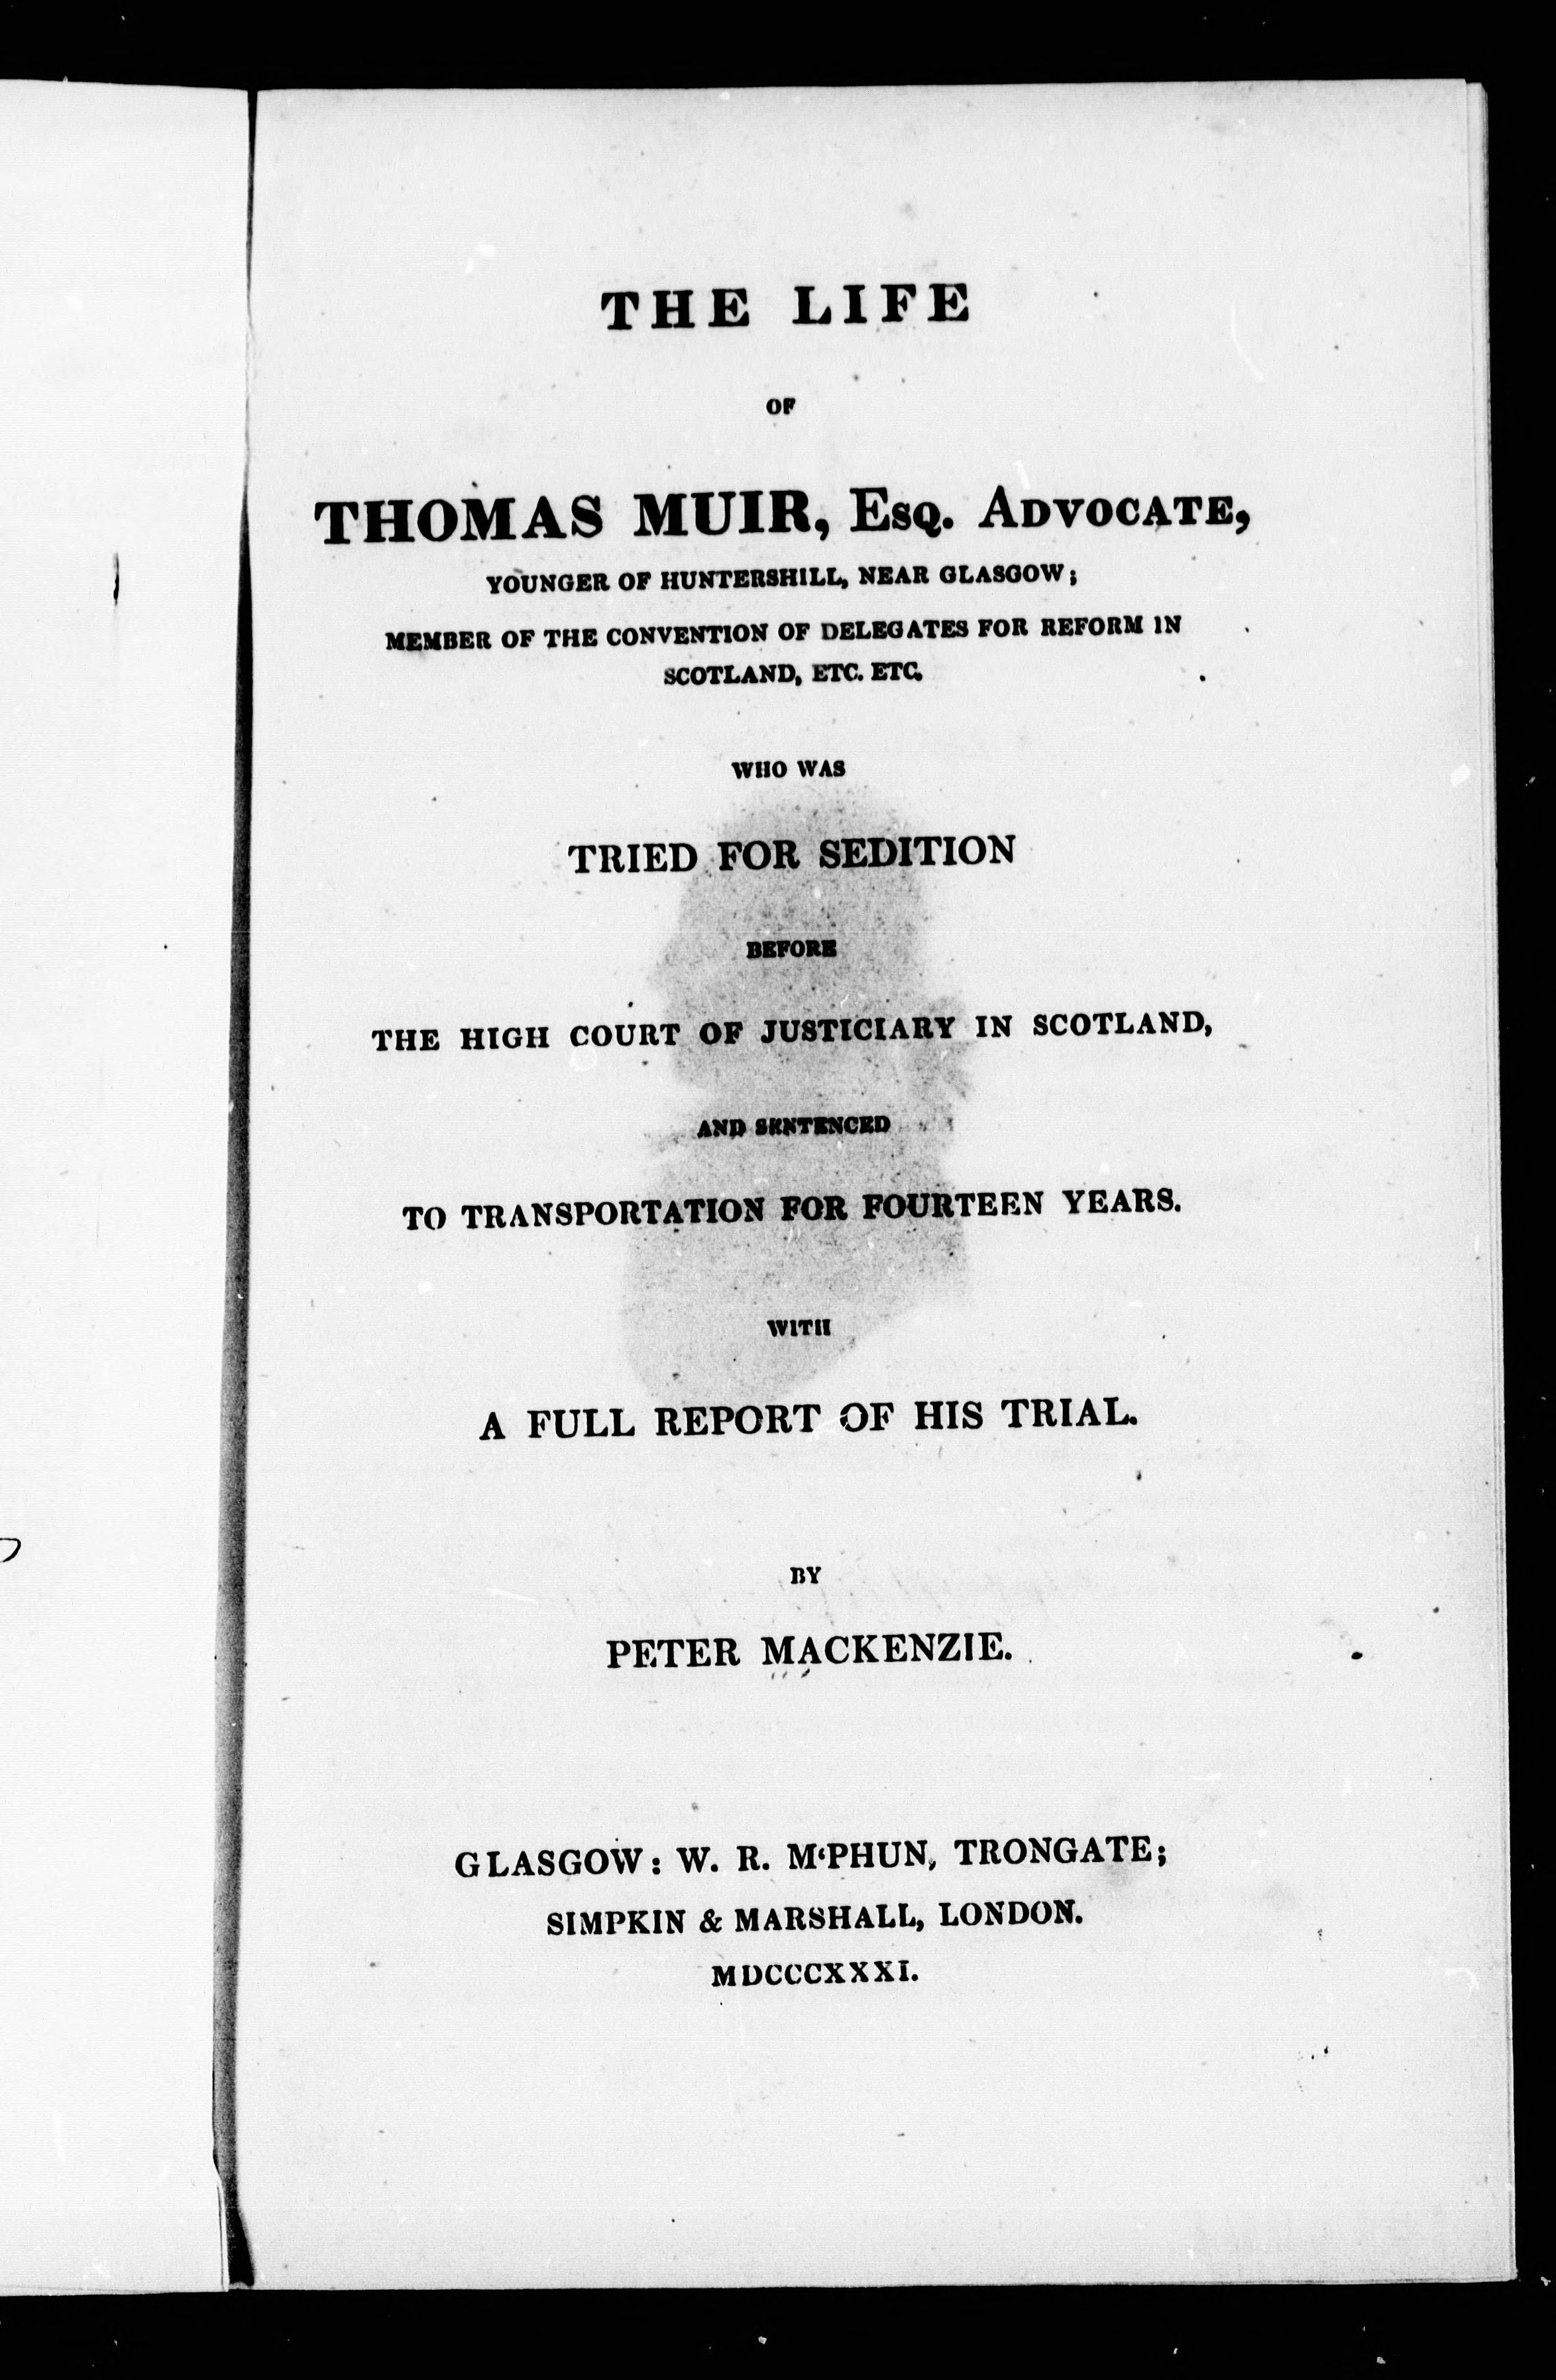 THE LIFE
OF
THOMAS MUIR, ESQ. ADVOCATE,
YOUNGER OF HUNTERSHILL, NEAR GLASGOW;
MEMBER OF THE CONVENTION OF DELEGATES FOR REFORM IN
SCOTLAND, ETC. ETC.
WHO WAS
TRIED FOR SEDITION
BEFORE
THE HIGH COURT OF JUSTICIARY IN SCOTLAND,
AND SENTENCED
TO TRANSPORTATION FOR FOURTEEN YEARS.
WITH
A FULL REPORT OF HIS TRIAL.
BY
PETER MACKENZIE.
GLASGOW: W. R. M‘PHUN, TRONGATE;
SIMPKIN & MARSHALL, LONDON.
MDCCCXXXI.